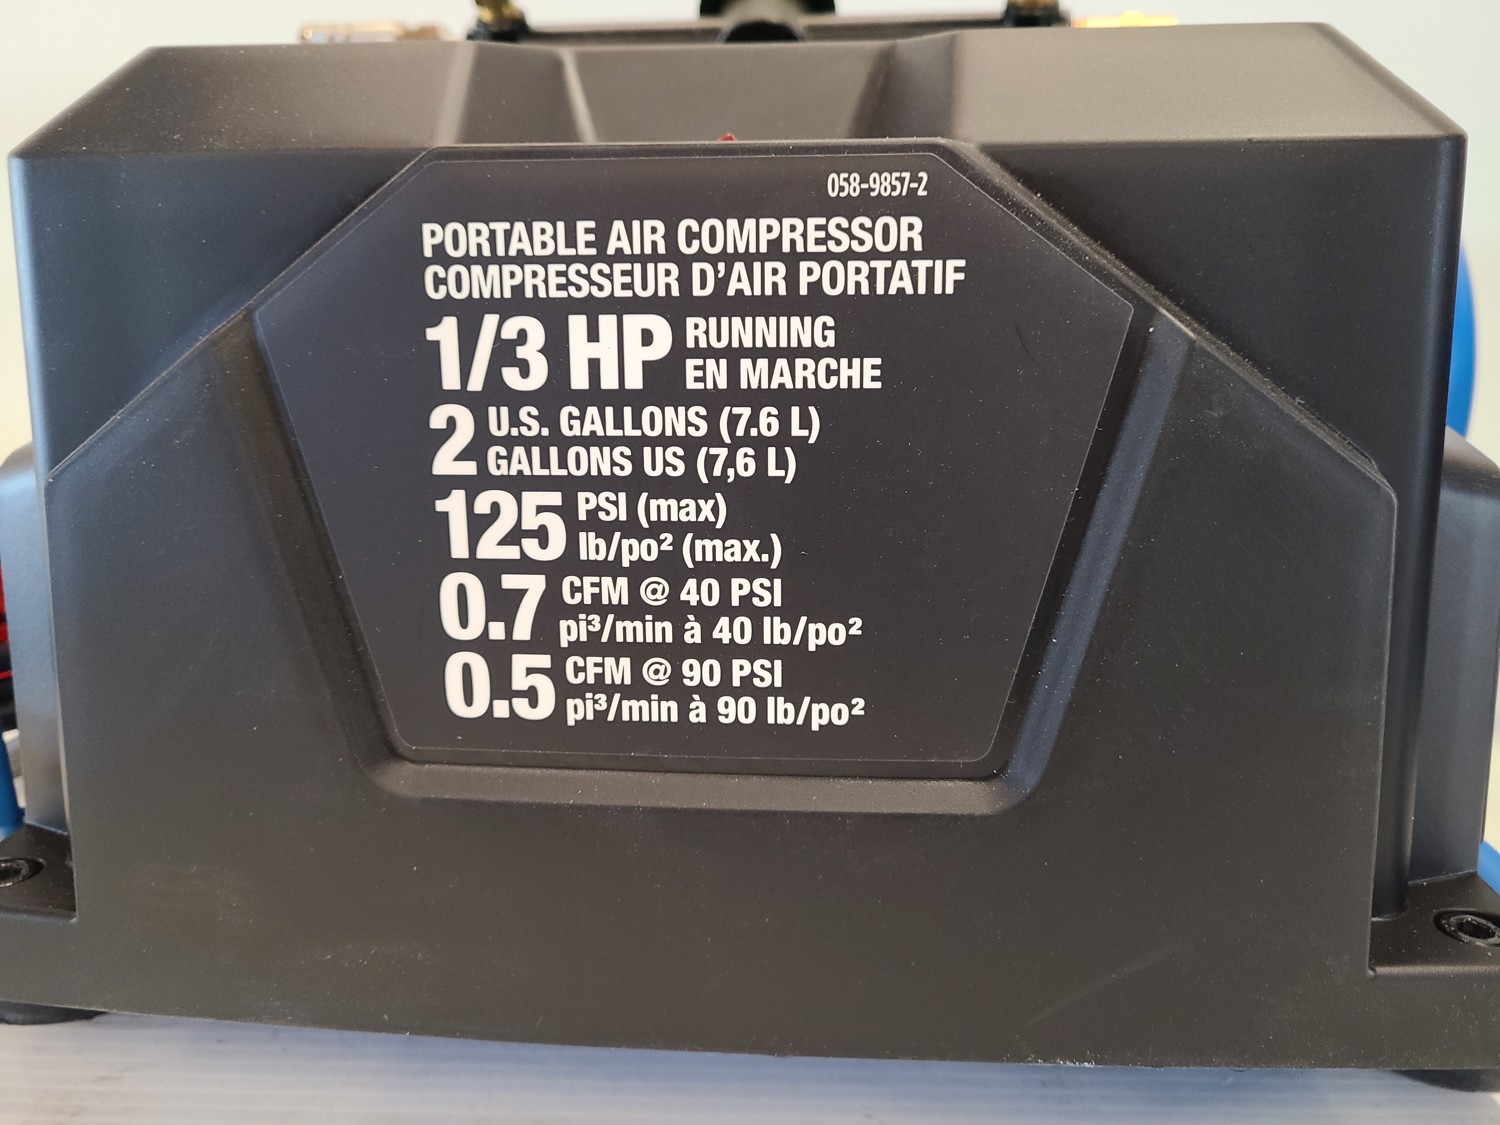 058-9857-2
PORTABLE AIR COMPRESSOR
COMPRESSEUR D'AIR PORTATIF
1/3 HP RUNNING
EN MARCHE
2 U.S. GALLONS (7.6 L)
GALLONS US (7,6 L)
125 PSI (max)
lb/po² (max.)
0.7 CFM @ 40 PSI
pi³/min à 40 lb/po²
0.5 CFM @ 90 PSI
pi³/min à 90 lb/po²